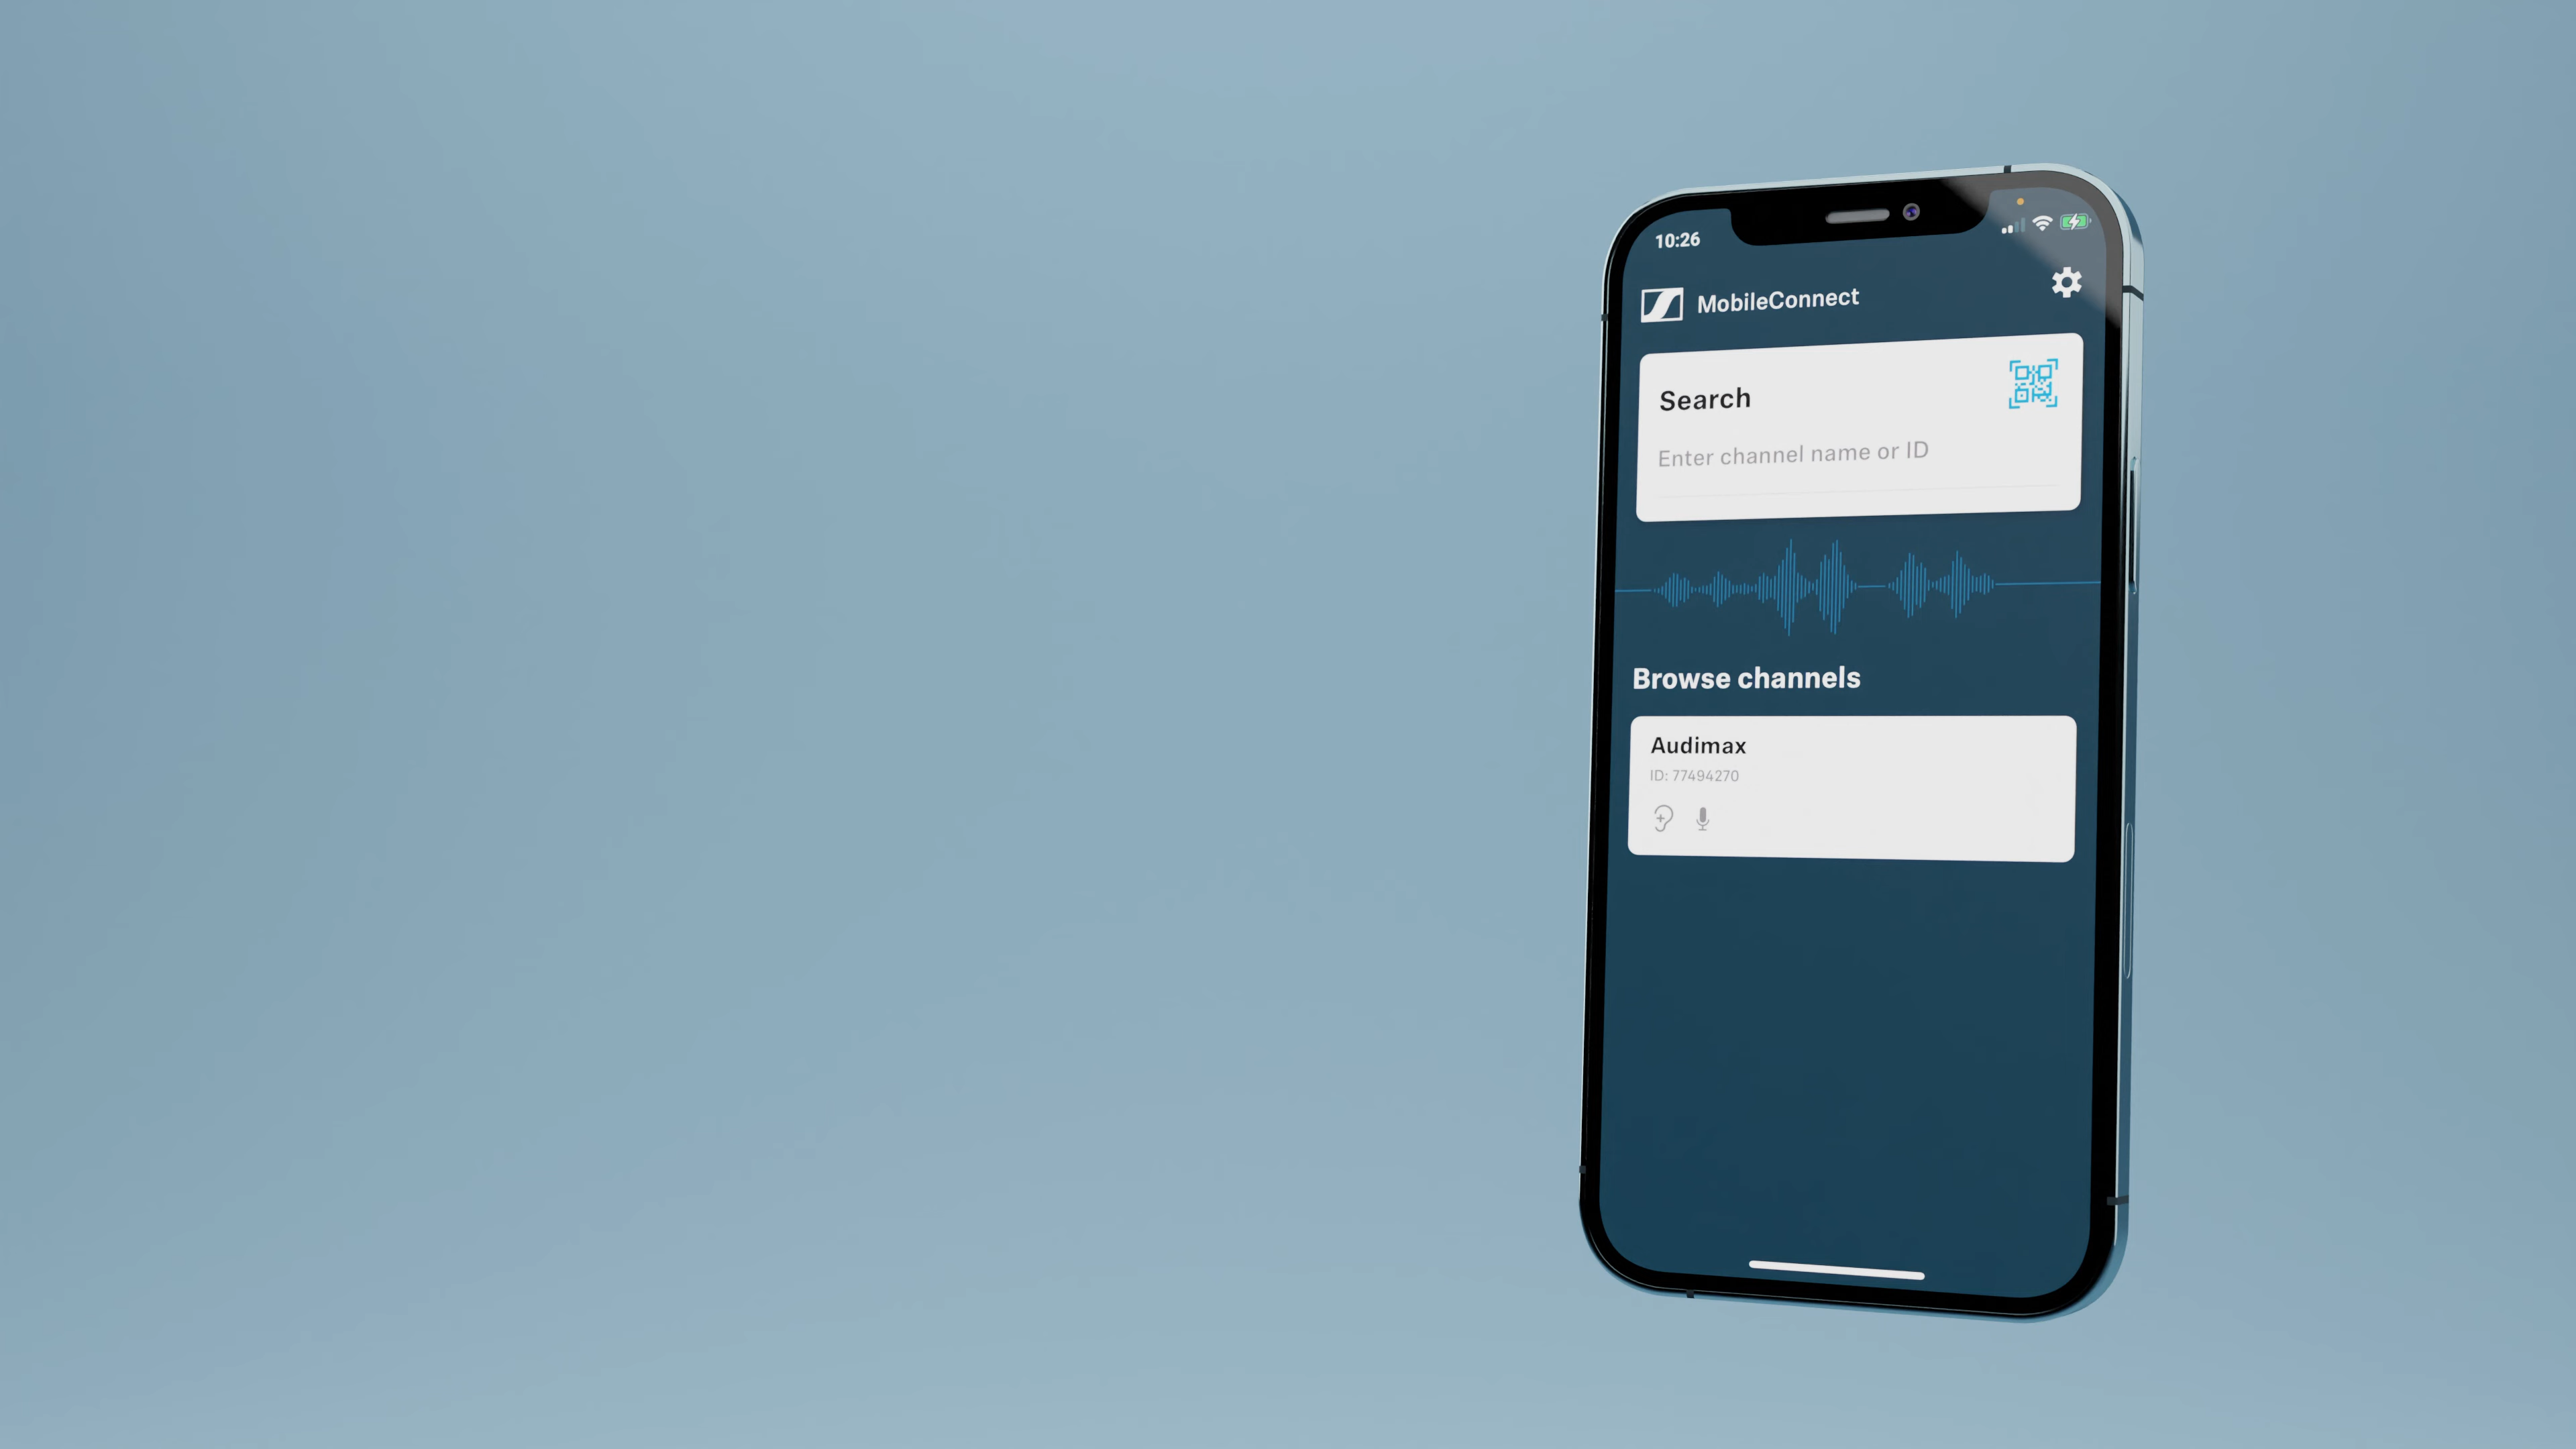 10:26
MobileConnect
Search
Enter channel name or ID
Browse channels
Audimax
ID: 77494270